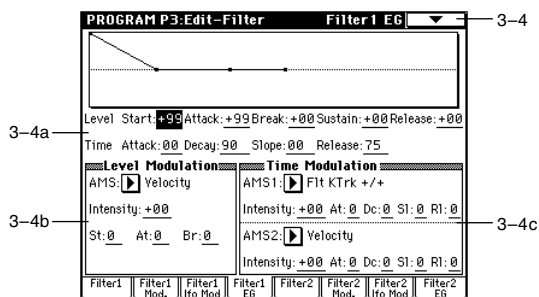 PROGRAM P3:Edit-Filter Filter1 EG
3-4
Level Start:+99 Attack:+99 Break:+00 Sustain:+00 Release:+00
3-4a
Time Attack:00 Decay:90 Slope:00 Release:75
Level Modulation
Time Modulation
AMS: Velocity
AMS1: Flt KTrk +/+
Intensity:+00
Intensity:+00 At:0 Dc:0 Sl:0 Rl:0
3-4b
3-4c
St:0 At:0 Br:0
AMS2: Velocity
Intensity:+00 At:0 Dc:0 Sl:0 Rl:0
Filter1 Filter1 Mod. Filter1 lfo Mod Filter1 EG Filter2 Filter2 Mod. Filter2 lfo Mod Filter2 EG